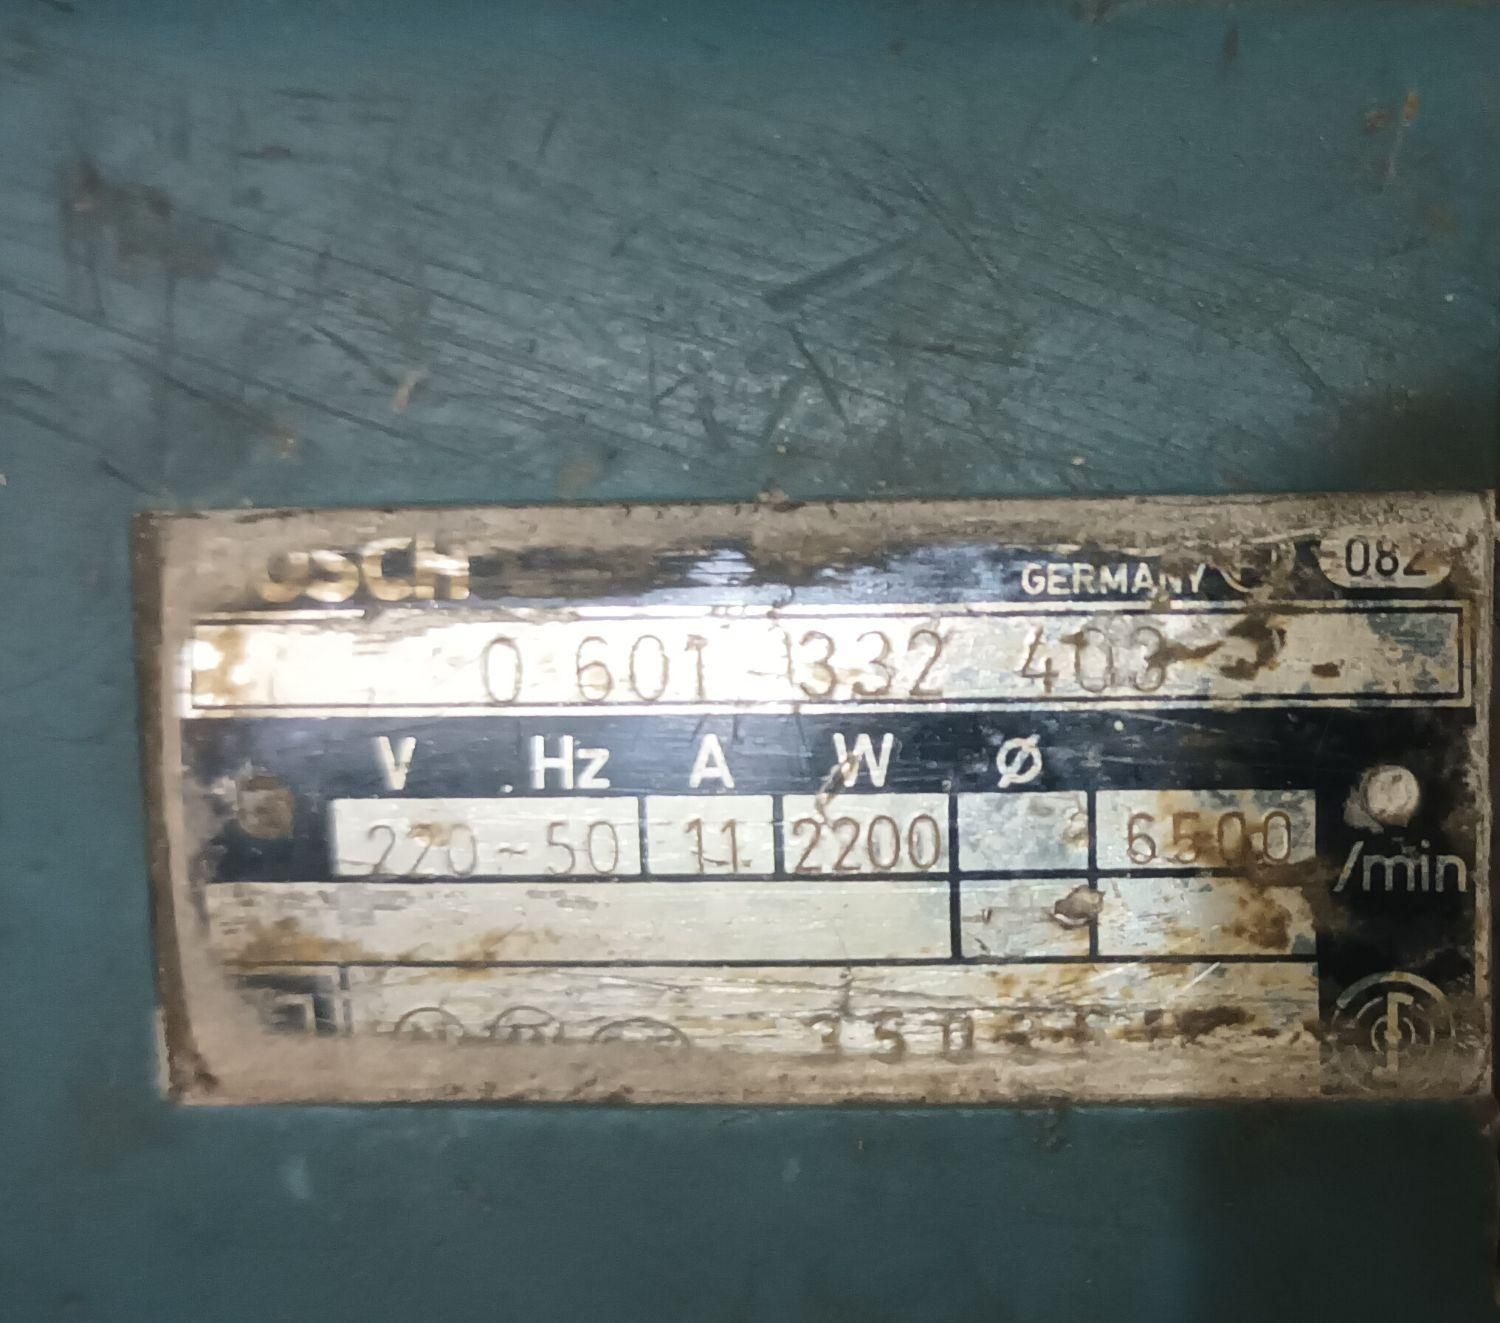 OSCH GERMANY 082
0 601 332 403
V Hz A W Ø
220~50 11 2200 6500
/min